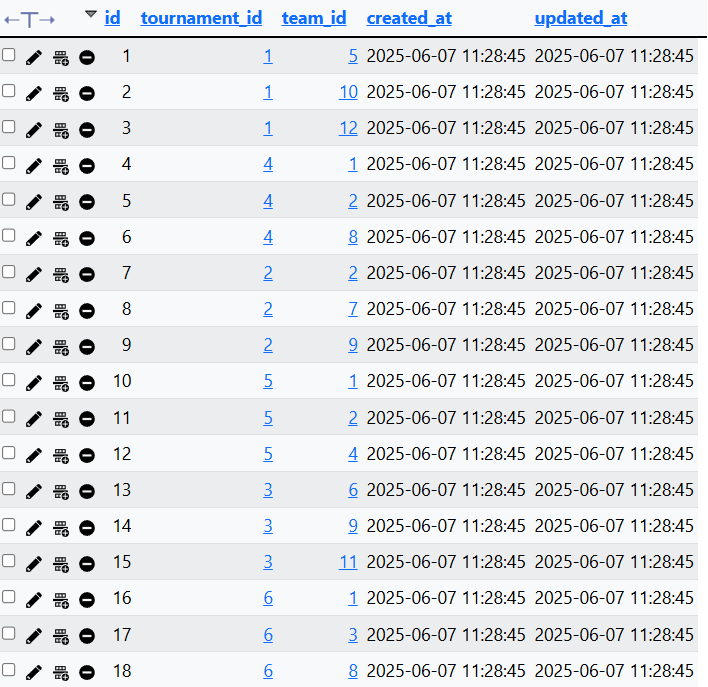 id tournament_id team_id created_at updated_at
1 1 5 2025-06-07 11:28:45 2025-06-07 11:28:45
2 1 10 2025-06-07 11:28:45 2025-06-07 11:28:45
3 1 12 2025-06-07 11:28:45 2025-06-07 11:28:45
4 4 1 2025-06-07 11:28:45 2025-06-07 11:28:45
5 4 2 2025-06-07 11:28:45 2025-06-07 11:28:45
6 4 8 2025-06-07 11:28:45 2025-06-07 11:28:45
7 2 2 2025-06-07 11:28:45 2025-06-07 11:28:45
8 2 7 2025-06-07 11:28:45 2025-06-07 11:28:45
9 2 9 2025-06-07 11:28:45 2025-06-07 11:28:45
10 5 1 2025-06-07 11:28:45 2025-06-07 11:28:45
11 5 2 2025-06-07 11:28:45 2025-06-07 11:28:45
12 5 4 2025-06-07 11:28:45 2025-06-07 11:28:45
13 3 6 2025-06-07 11:28:45 2025-06-07 11:28:45
14 3 9 2025-06-07 11:28:45 2025-06-07 11:28:45
15 3 11 2025-06-07 11:28:45 2025-06-07 11:28:45
16 6 1 2025-06-07 11:28:45 2025-06-07 11:28:45
17 6 3 2025-06-07 11:28:45 2025-06-07 11:28:45
18 6 8 2025-06-07 11:28:45 2025-06-07 11:28:45